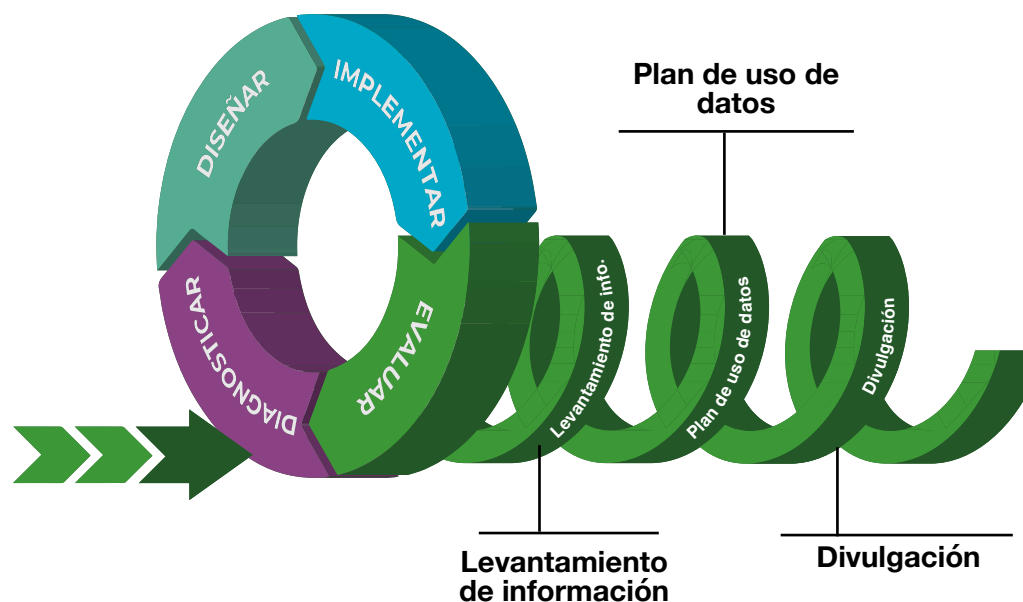 DISEÑAR
IMPLEMENTAR
DIAGNOSTICAR
EVALUAR
Plan de uso de
datos
Levantamiento de info.
Plan de uso de datos
Divulgación
Levantamiento
de información
Divulgación